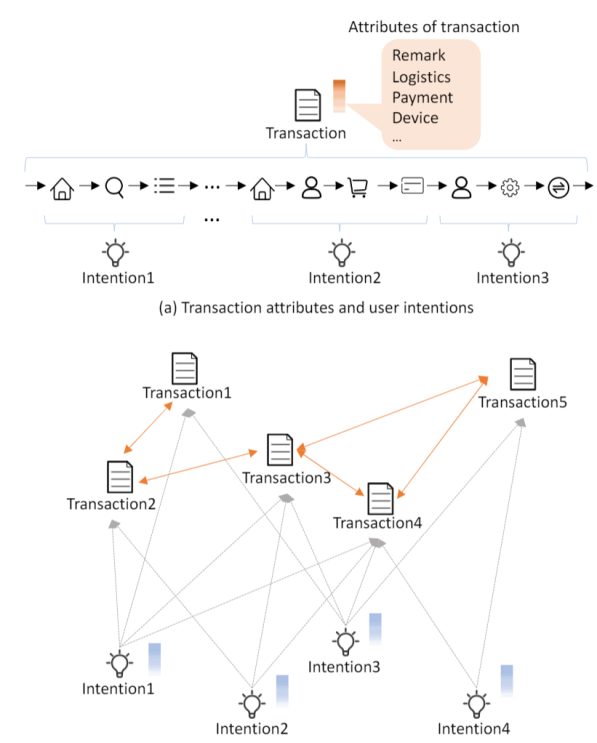 Attributes of transaction
Remark
Logistics
Payment
Device
...
Transaction
...
...
Intention1
Intention2
Intention3
(a) Transaction attributes and user intentions
Transaction1
Transaction5
Transaction3
Transaction2
Transaction4
Intention3
Intention1
Intention2
Intention4